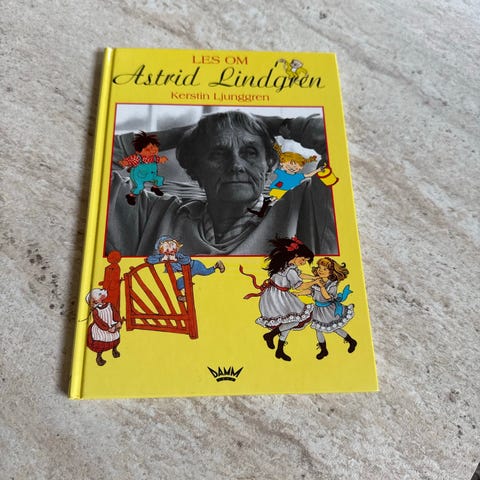 LES OM
Astrid Lindgren
Kerstin Ljunggren
DAMM